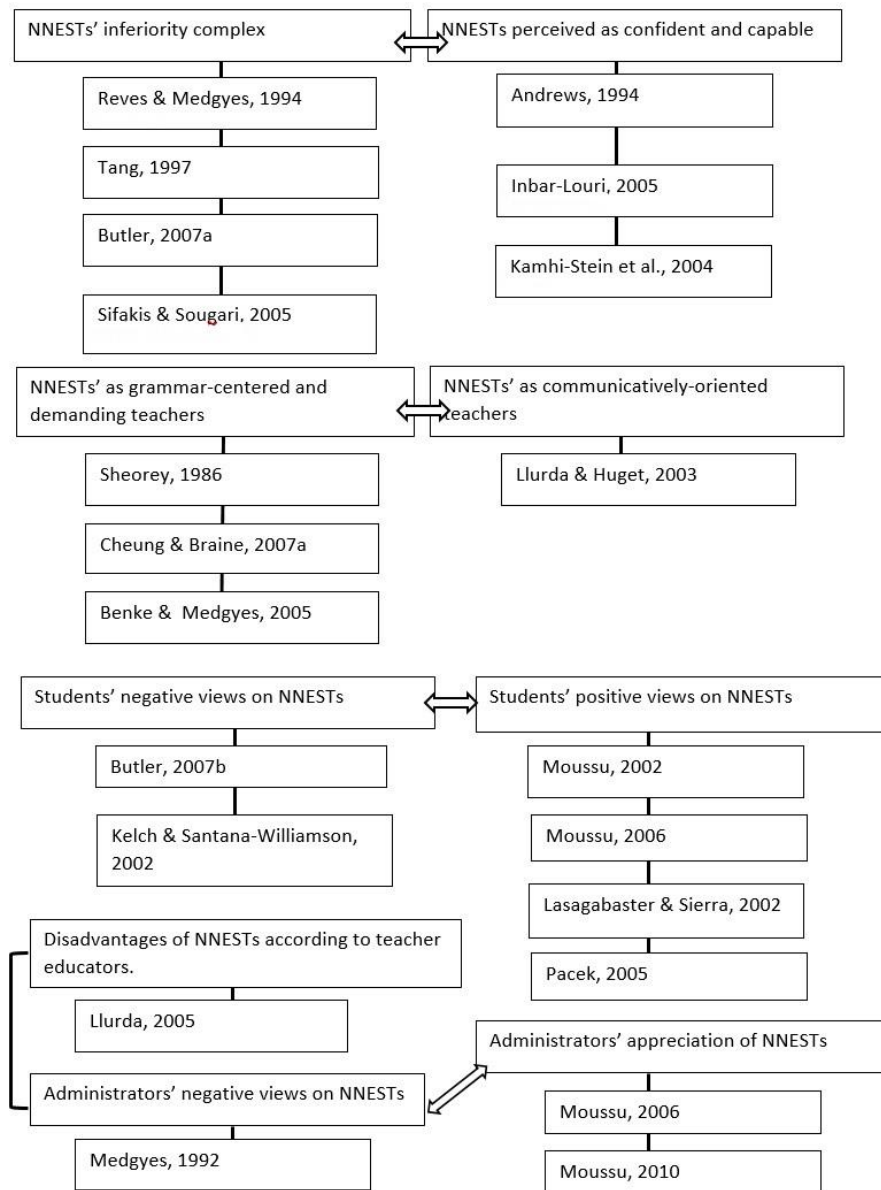 NNESTs’ inferiority complex
NNESTs perceived as confident and capable
Reves & Medgyes, 1994
Andrews, 1994
Tang, 1997
Inbar-Louri, 2005
Butler, 2007a
Kamhi-Stein et al., 2004
Sifakis & Sougari, 2005
NNESTs’ as grammar-centered and
demanding teachers
NNESTs’ as communicatively-oriented
teachers
Sheorey, 1986
Llurda & Huget, 2003
Cheung & Braine, 2007a
Benke & Medgyes, 2005
Students’ negative views on NNESTs
Students’ positive views on NNESTs
Butler, 2007b
Moussu, 2002
Kelch & Santana-Williamson,
2002
Moussu, 2006
Lasagabaster & Sierra, 2002
Pacek, 2005
Disadvantages of NNESTs according to teacher
educators.
Llurda, 2005
Administrators’ appreciation of NNESTs
Administrators’ negative views on NNESTs
Moussu, 2006
Medgyes, 1992
Moussu, 2010